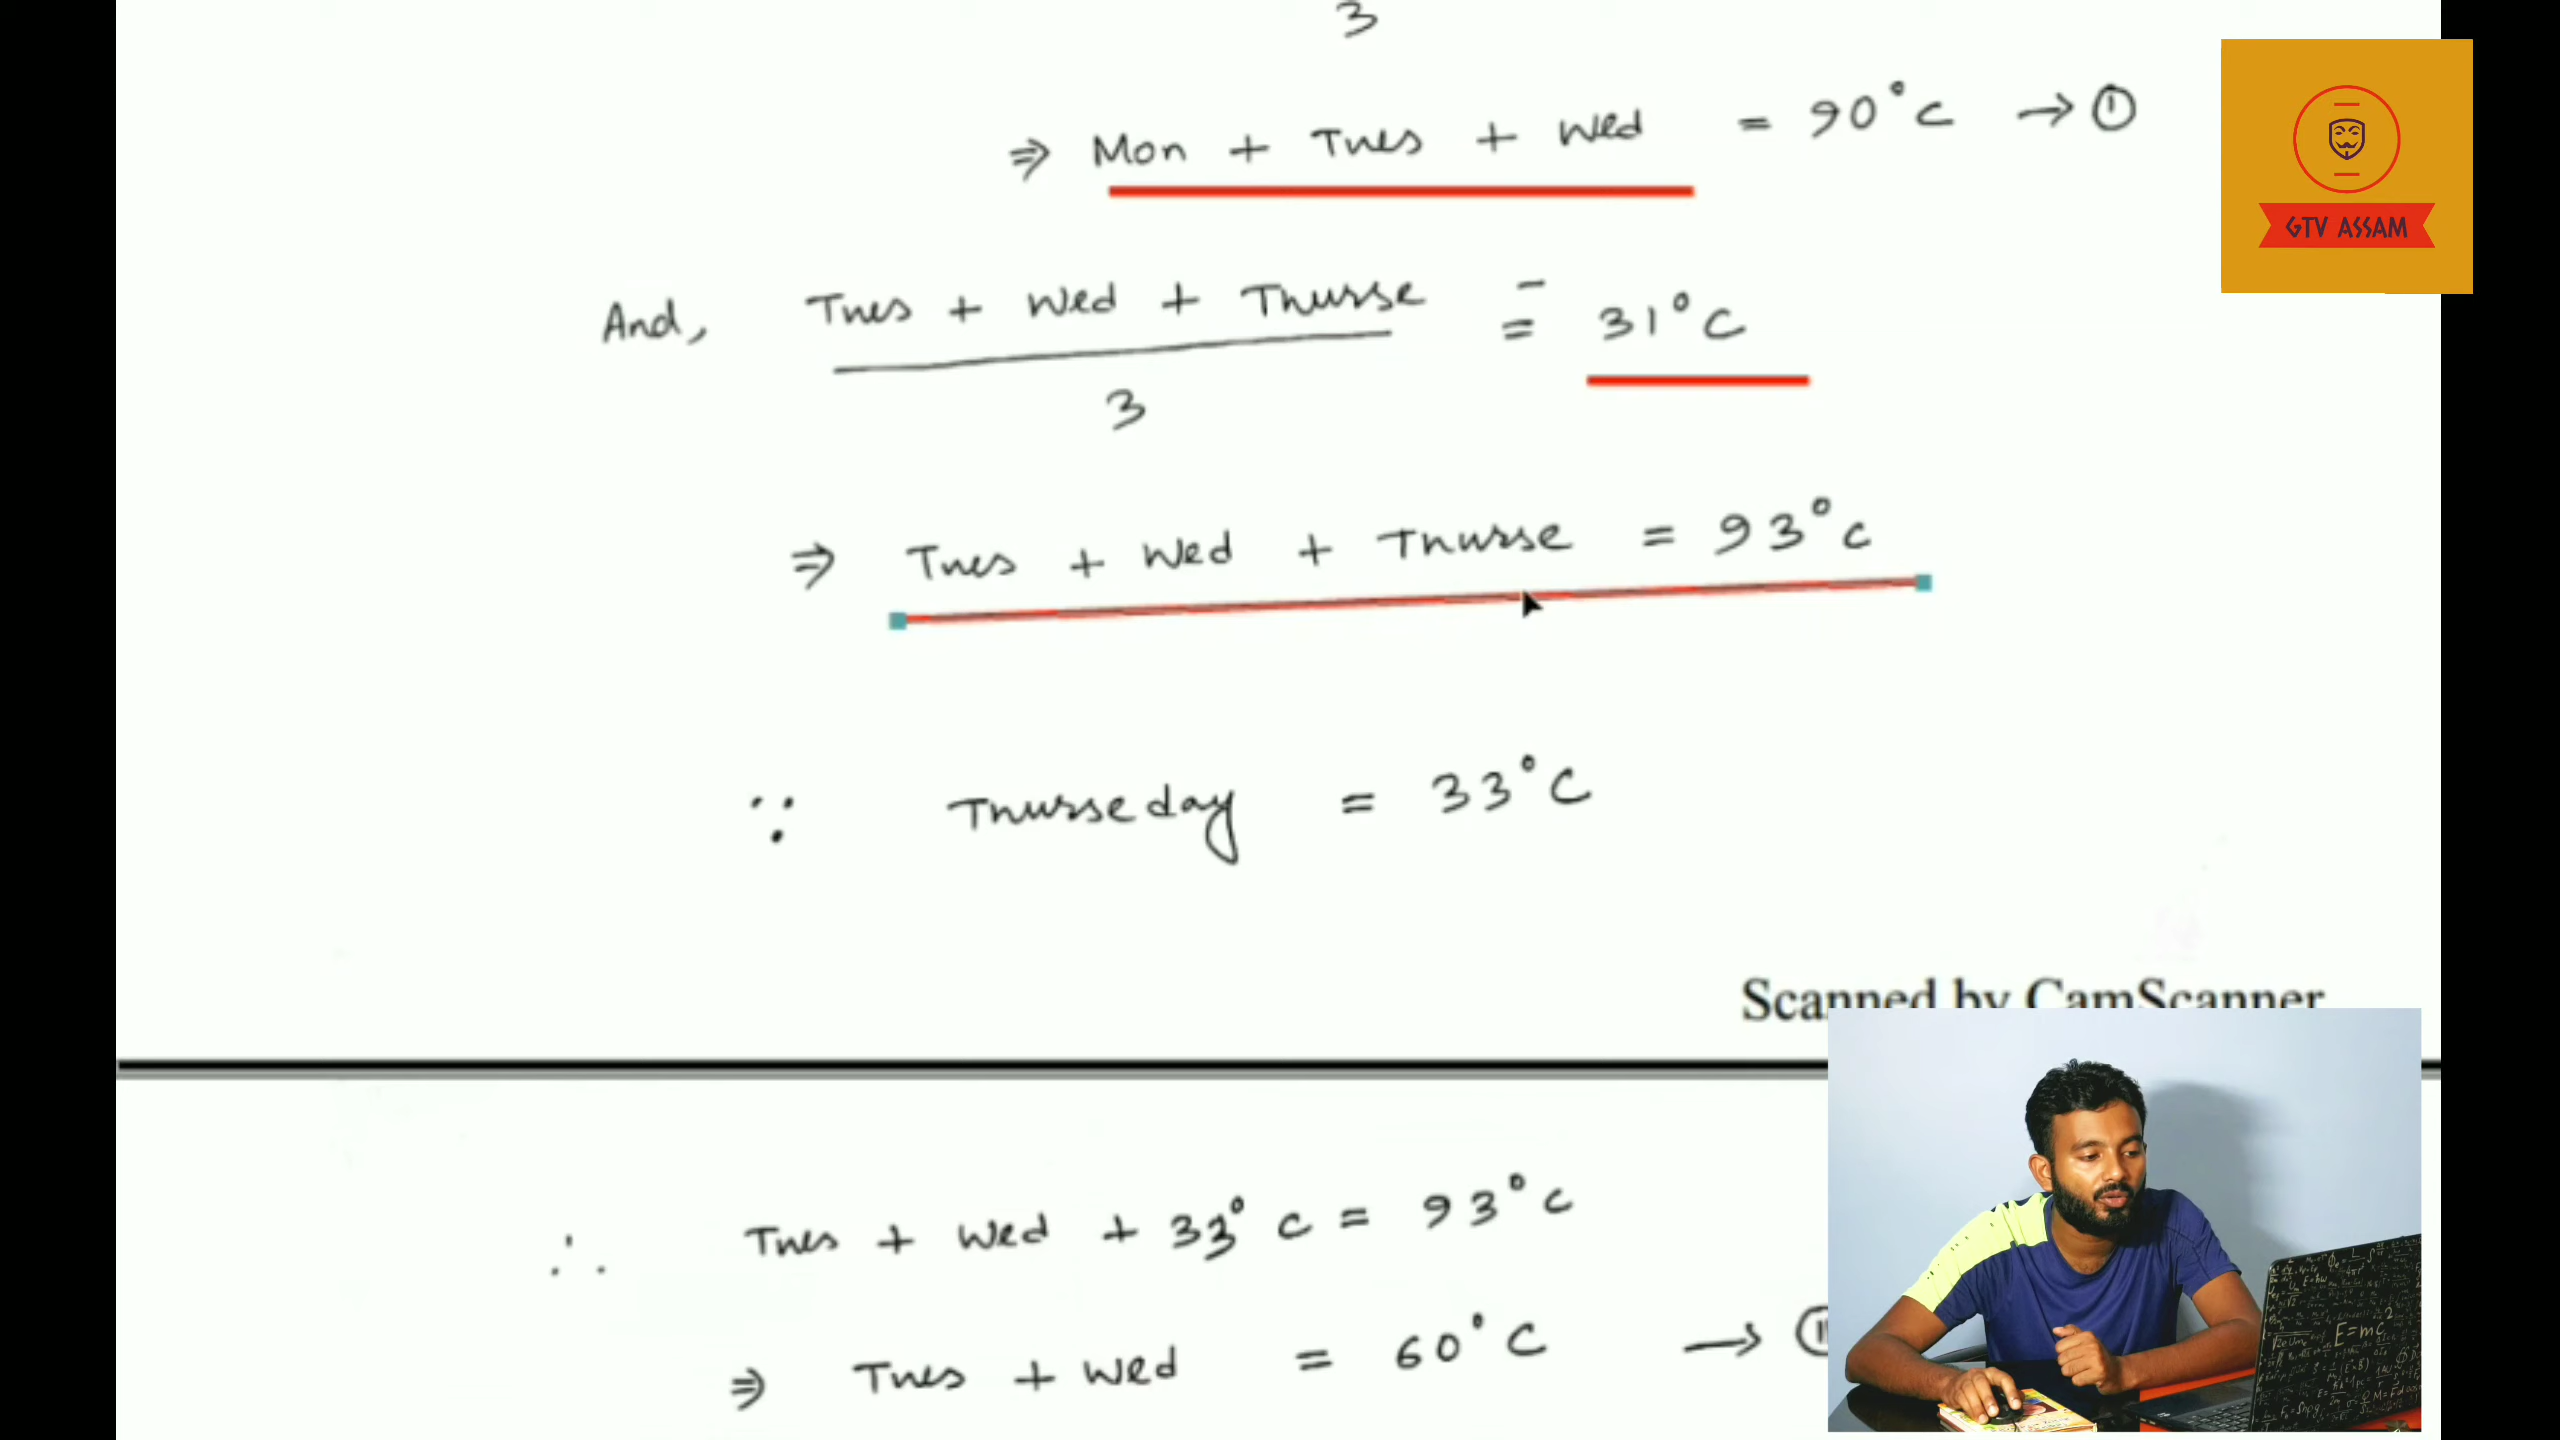 3
⇒ Mon + Tues + Wed = 90°C → ①
GTV ASSAM
And, Tues + Wed + Thurse = 31°C
3
⇒ Tues + Wed + Thurse = 93°C
∵ Thurseday = 33°C
Scanned by CamScanner
∴ Tues + Wed + 33°C = 93°C
⇒ Tues + Wed = 60°C →
E=mc²